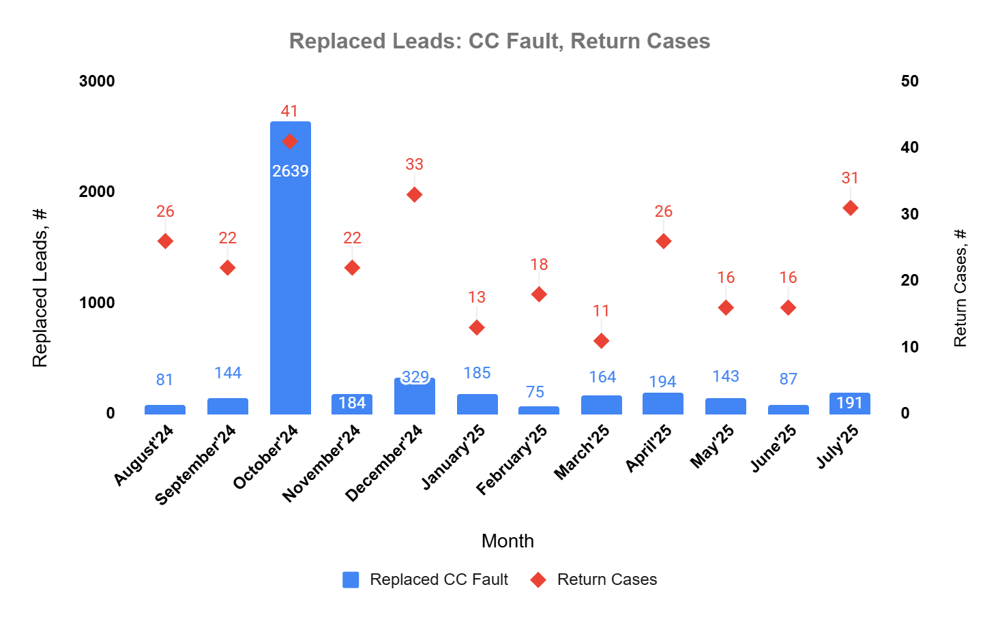 Replaced Leads: CC Fault, Return Cases
3000
2000
1000
0
Replaced Leads, #
50
40
30
20
10
0
Return Cases, #
26
22
41
22
33
13
18
11
26
16
16
31
81
144
2639
184
329
185
75
164
194
143
87
191
August'24
September'24
October'24
November'24
December'24
January'25
February'25
March'25
April'25
May'25
June'25
July'25
Month
Replaced CC Fault
Return Cases